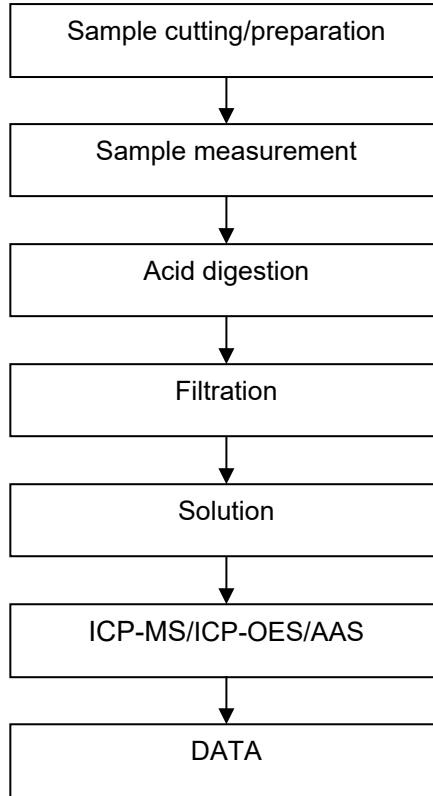 Sample cutting/preparation
Sample measurement
Acid digestion
Filtration
Solution
ICP-MS/ICP-OES/AAS
DATA